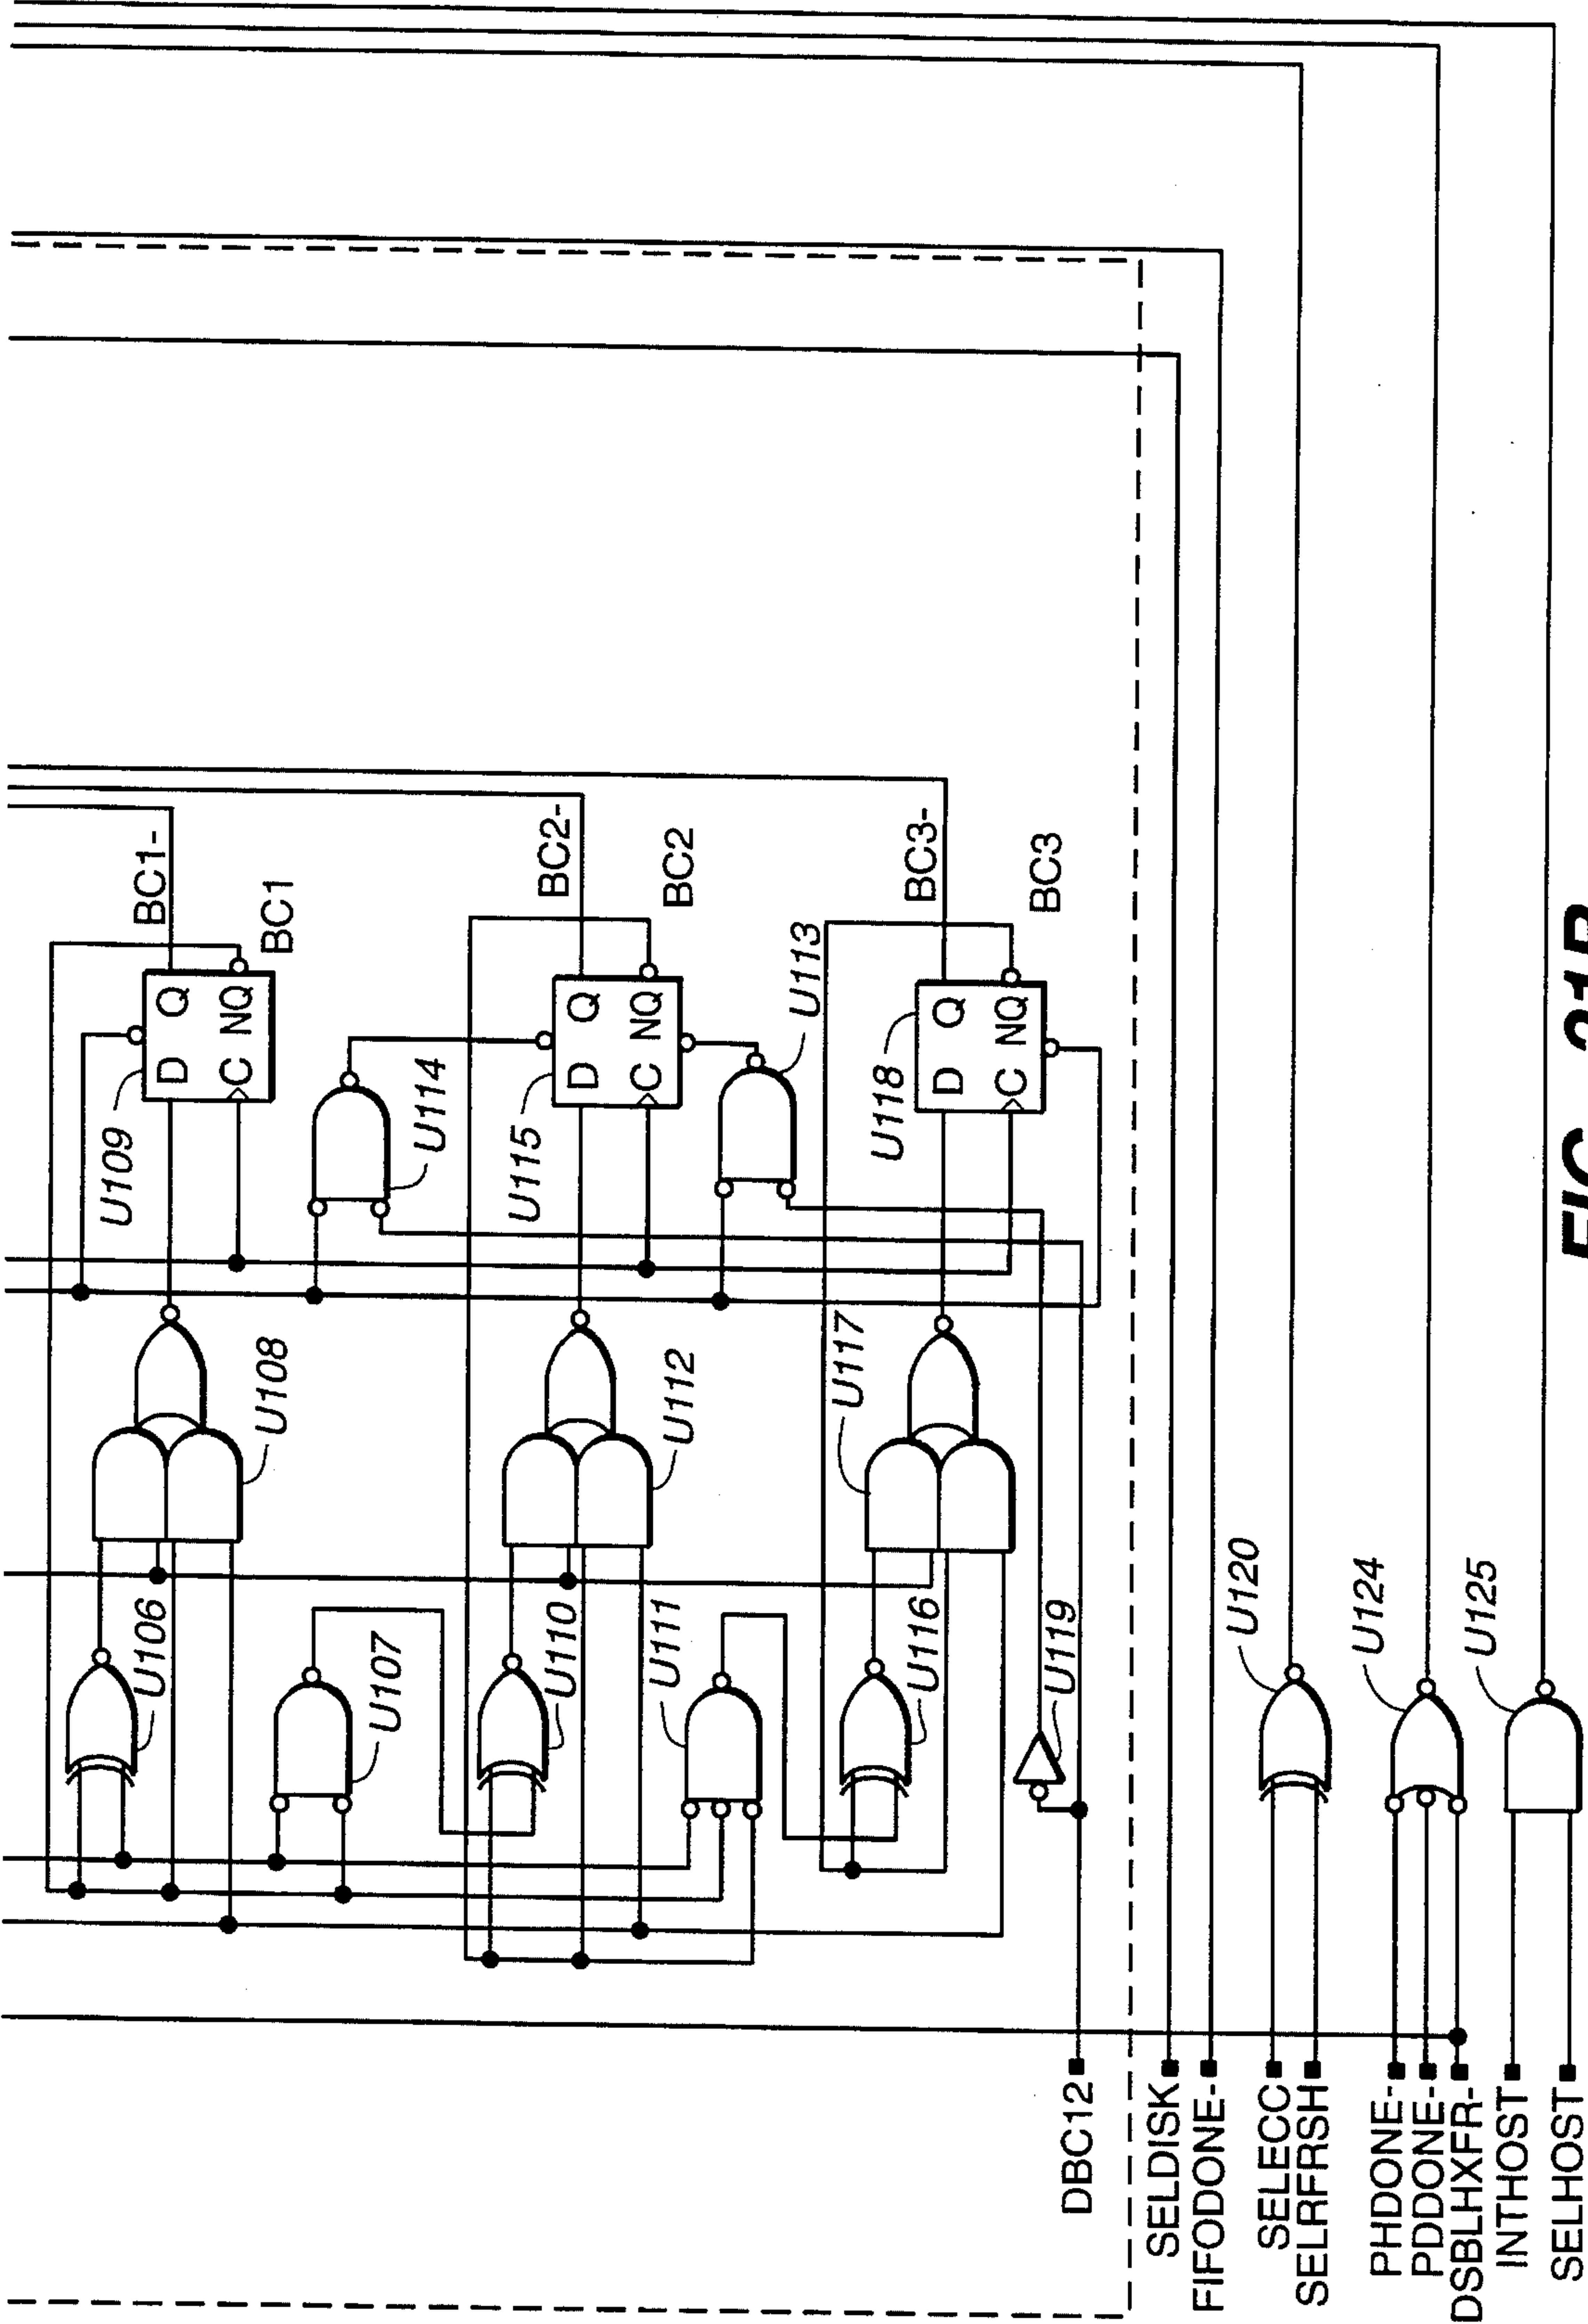 BC1-
BC1
U109
D Q
C NQ
U108
U106
U107
U114
BC2-
BC2
U115
D Q
C NQ
U113
U112
U110
U111
BC3-
BC3
U118
D Q
C NQ
U117
U116
U119
DBC12
SELDISK
FIFODONE-
SELECC
SELRFRSH
U120
PHDONE-
PDDONE-
DSBLHXFR-
U124
INTHOST
SELHOST
U125